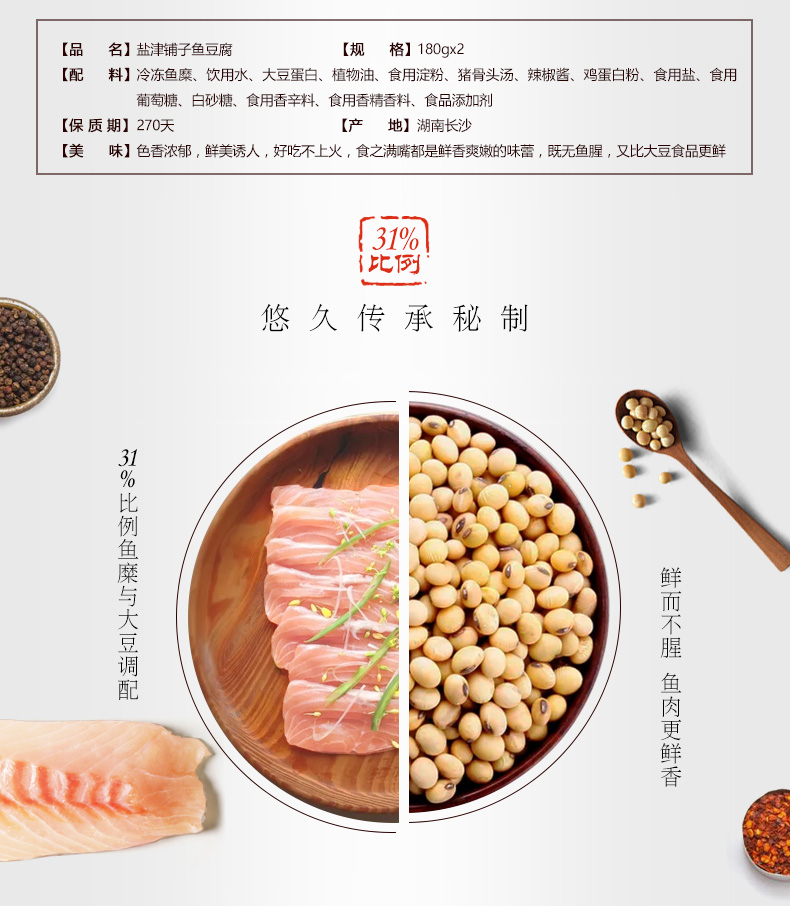 【品　　名】盐津铺子鱼豆腐 【规　　格】180gx2
【配　　料】冷冻鱼糜、饮用水、大豆蛋白、植物油、食用淀粉、猪骨头汤、辣椒酱、鸡蛋白粉、食用盐、食用
葡萄糖、白砂糖、食用香辛料、食用香精香料、食品添加剂
【保 质 期】270天 【产　　地】湖南长沙
【美　　味】色香浓郁，鲜美诱人，好吃不上火，食之满嘴都是鲜香爽嫩的味蕾，既无鱼腥，又比大豆食品更鲜
31%
比例
悠久传承秘制
31%比例鱼糜与大豆调配
鲜而不腥 鱼肉更鲜香